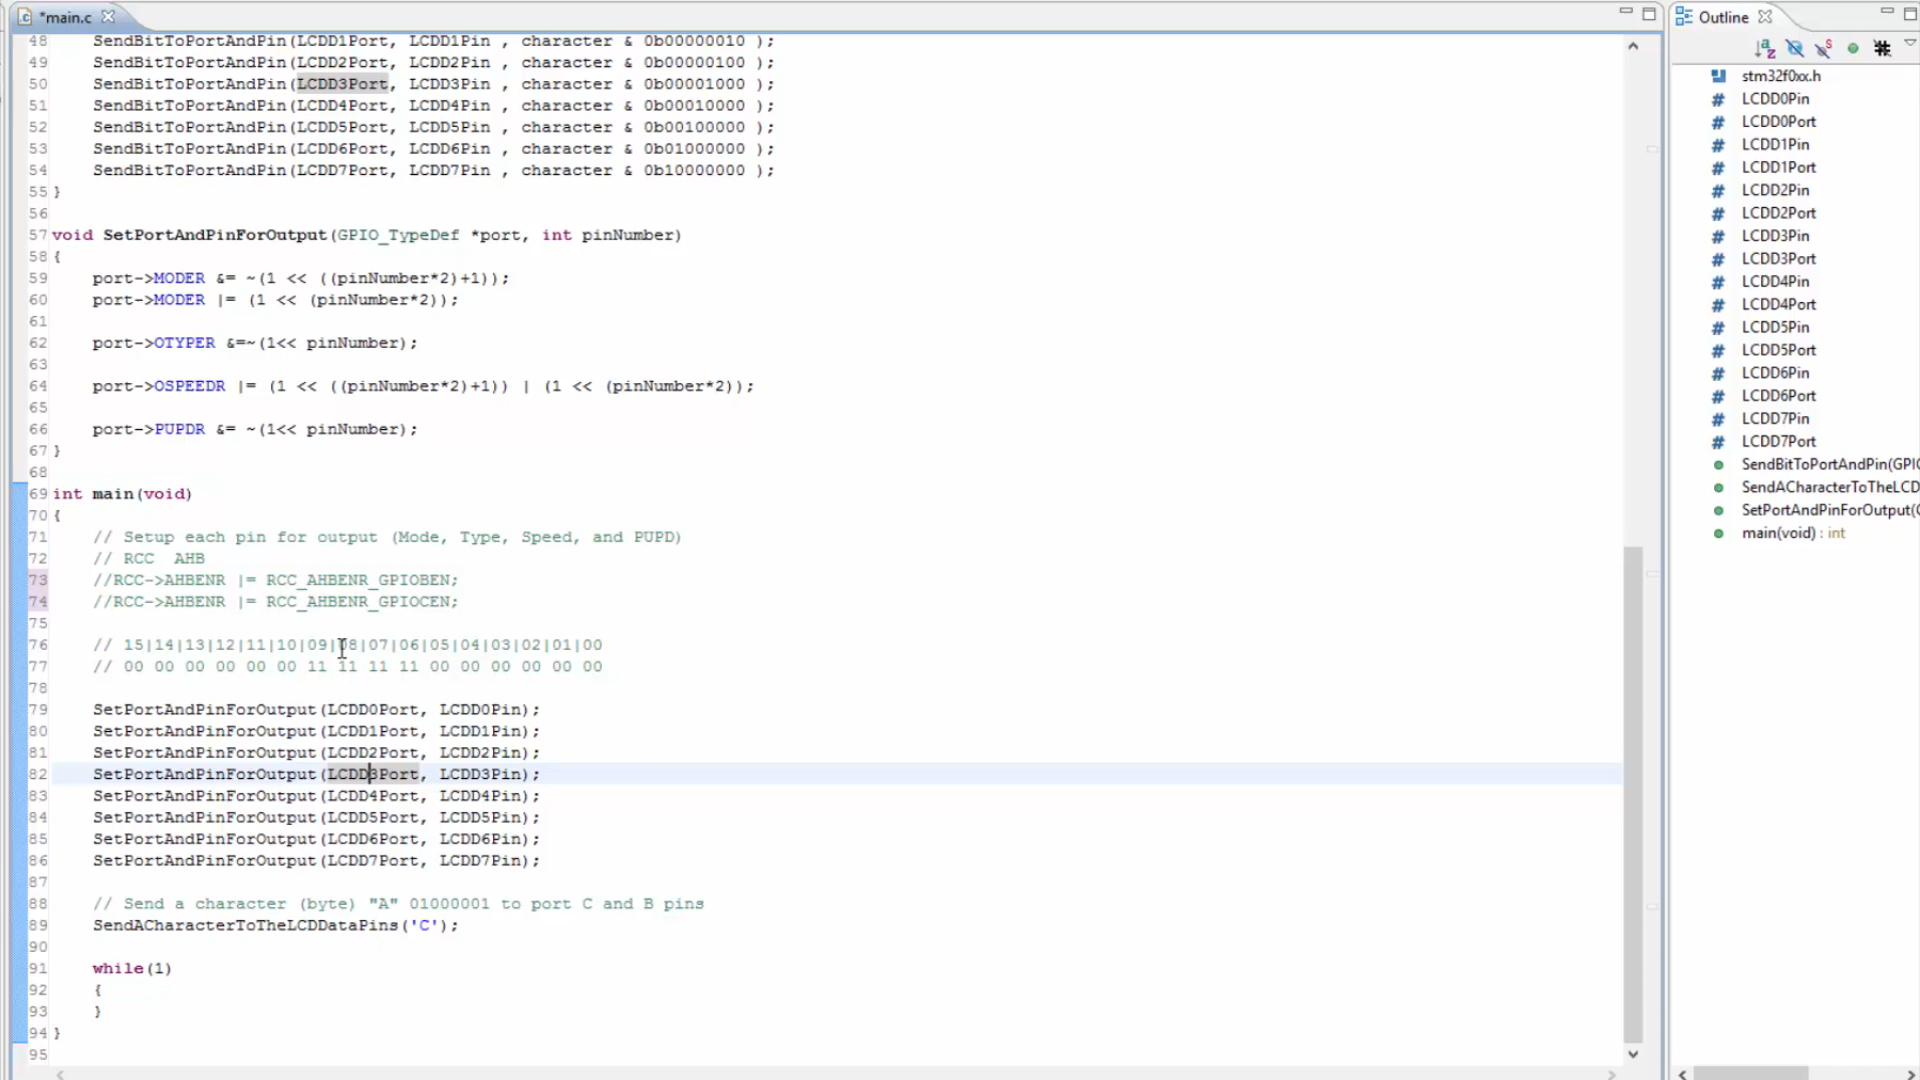 *main.c
48 SendBitToPortAndPin(LCDD1Port, LCDD1Pin , character & 0b00000010 );
49 SendBitToPortAndPin(LCDD2Port, LCDD2Pin , character & 0b00000100 );
50 SendBitToPortAndPin(LCDD3Port, LCDD3Pin , character & 0b00001000 );
51 SendBitToPortAndPin(LCDD4Port, LCDD4Pin , character & 0b00010000 );
52 SendBitToPortAndPin(LCDD5Port, LCDD5Pin , character & 0b00100000 );
53 SendBitToPortAndPin(LCDD6Port, LCDD6Pin , character & 0b01000000 );
54 SendBitToPortAndPin(LCDD7Port, LCDD7Pin , character & 0b10000000 );
55 }
56
57 void SetPortAndPinForOutput(GPIO_TypeDef *port, int pinNumber)
58 {
59 port->MODER &= ~(1 << ((pinNumber*2)+1));
60 port->MODER |= (1 << (pinNumber*2));
61
62 port->OTYPER &=~(1<< pinNumber);
63
64 port->OSPEEDR |= (1 << ((pinNumber*2)+1)) | (1 << (pinNumber*2));
65
66 port->PUPDR &= ~(1<< pinNumber);
67 }
68
69 int main(void)
70 {
71 // Setup each pin for output (Mode, Type, Speed, and PUPD)
72 // RCC AHB
73 //RCC->AHBENR |= RCC_AHBENR_GPIOBEN;
74 //RCC->AHBENR |= RCC_AHBENR_GPIOCEN;
75
76 // 15|14|13|12|11|10|09|08|07|06|05|04|03|02|01|00
77 // 00 00 00 00 00 00 11 11 11 11 00 00 00 00 00 00
78
79 SetPortAndPinForOutput(LCDD0Port, LCDD0Pin);
80 SetPortAndPinForOutput(LCDD1Port, LCDD1Pin);
81 SetPortAndPinForOutput(LCDD2Port, LCDD2Pin);
82 SetPortAndPinForOutput(LCDD3Port, LCDD3Pin);
83 SetPortAndPinForOutput(LCDD4Port, LCDD4Pin);
84 SetPortAndPinForOutput(LCDD5Port, LCDD5Pin);
85 SetPortAndPinForOutput(LCDD6Port, LCDD6Pin);
86 SetPortAndPinForOutput(LCDD7Port, LCDD7Pin);
87
88 // Send a character (byte) "A" 01000001 to port C and B pins
89 SendACharacterToTheLCDDataPins('C');
90
91 while(1)
92 {
93 }
94 }
95
Outline
stm32f0xx.h
# LCDD0Pin
# LCDD0Port
# LCDD1Pin
# LCDD1Port
# LCDD2Pin
# LCDD2Port
# LCDD3Pin
# LCDD3Port
# LCDD4Pin
# LCDD4Port
# LCDD5Pin
# LCDD5Port
# LCDD6Pin
# LCDD6Port
# LCDD7Pin
# LCDD7Port
SendBitToPortAndPin(GPIO
SendACharacterToTheLCD
SetPortAndPinForOutput(G
main(void) : int